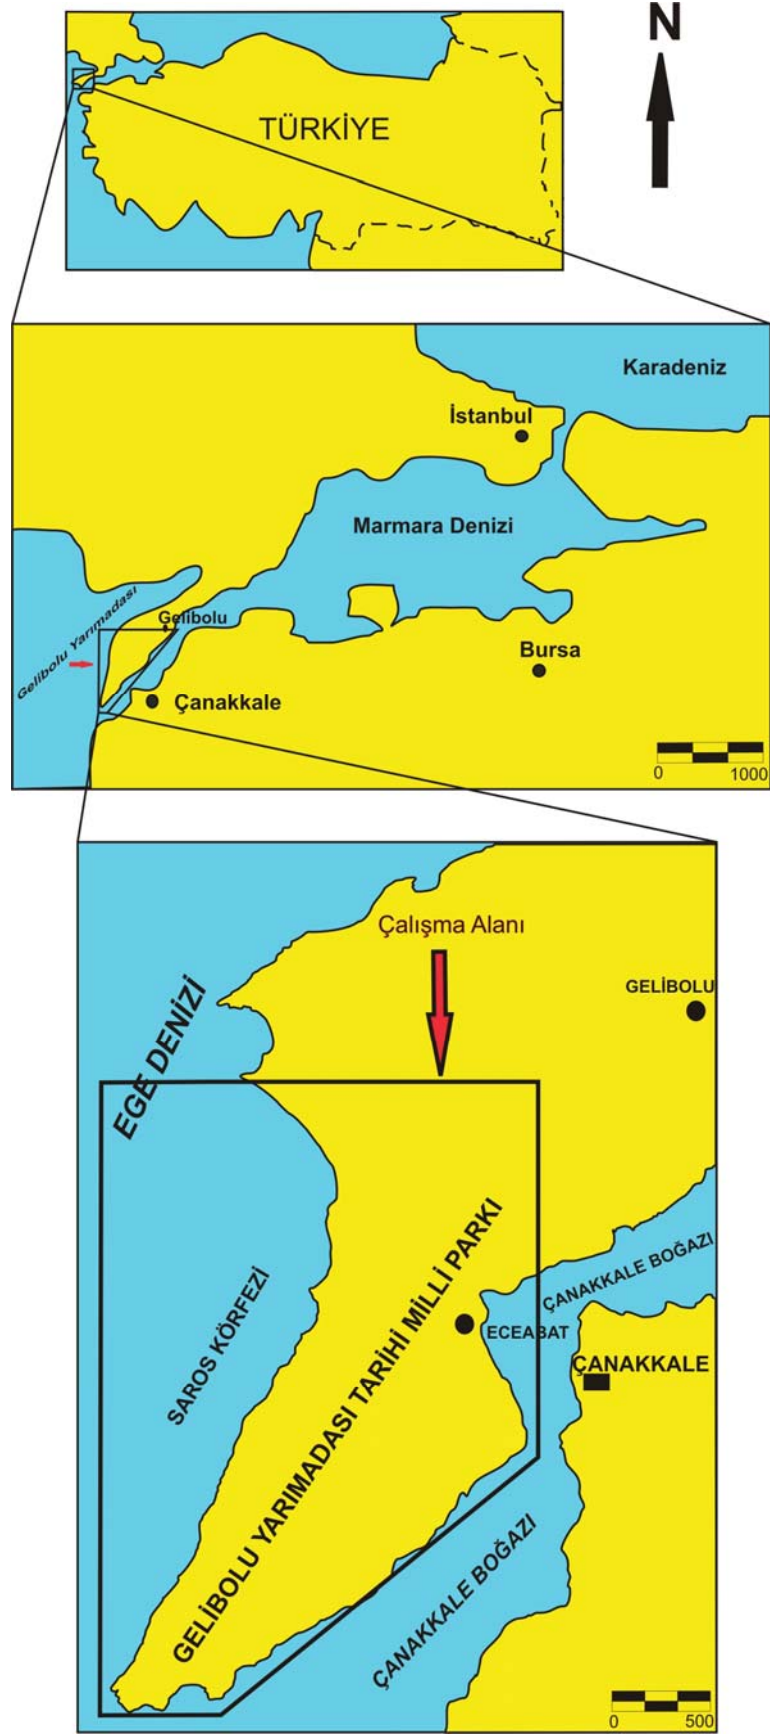 N
TÜRKİYE
Karadeniz
İstanbul
Marmara Denizi
Gelibolu Yarımadası
Gelibolu
Bursa
Çanakkale
0 1000
Çalışma Alanı
GELİBOLU
EGE DENİZİ
ÇANAKKALE BOĞAZI
SAROS KÖRFEZİ
GELİBOLU YARIMADASI TARİHİ MİLLİ PARKI
ECEABAT
ÇANAKKALE
ÇANAKKALE BOĞAZI
0 500